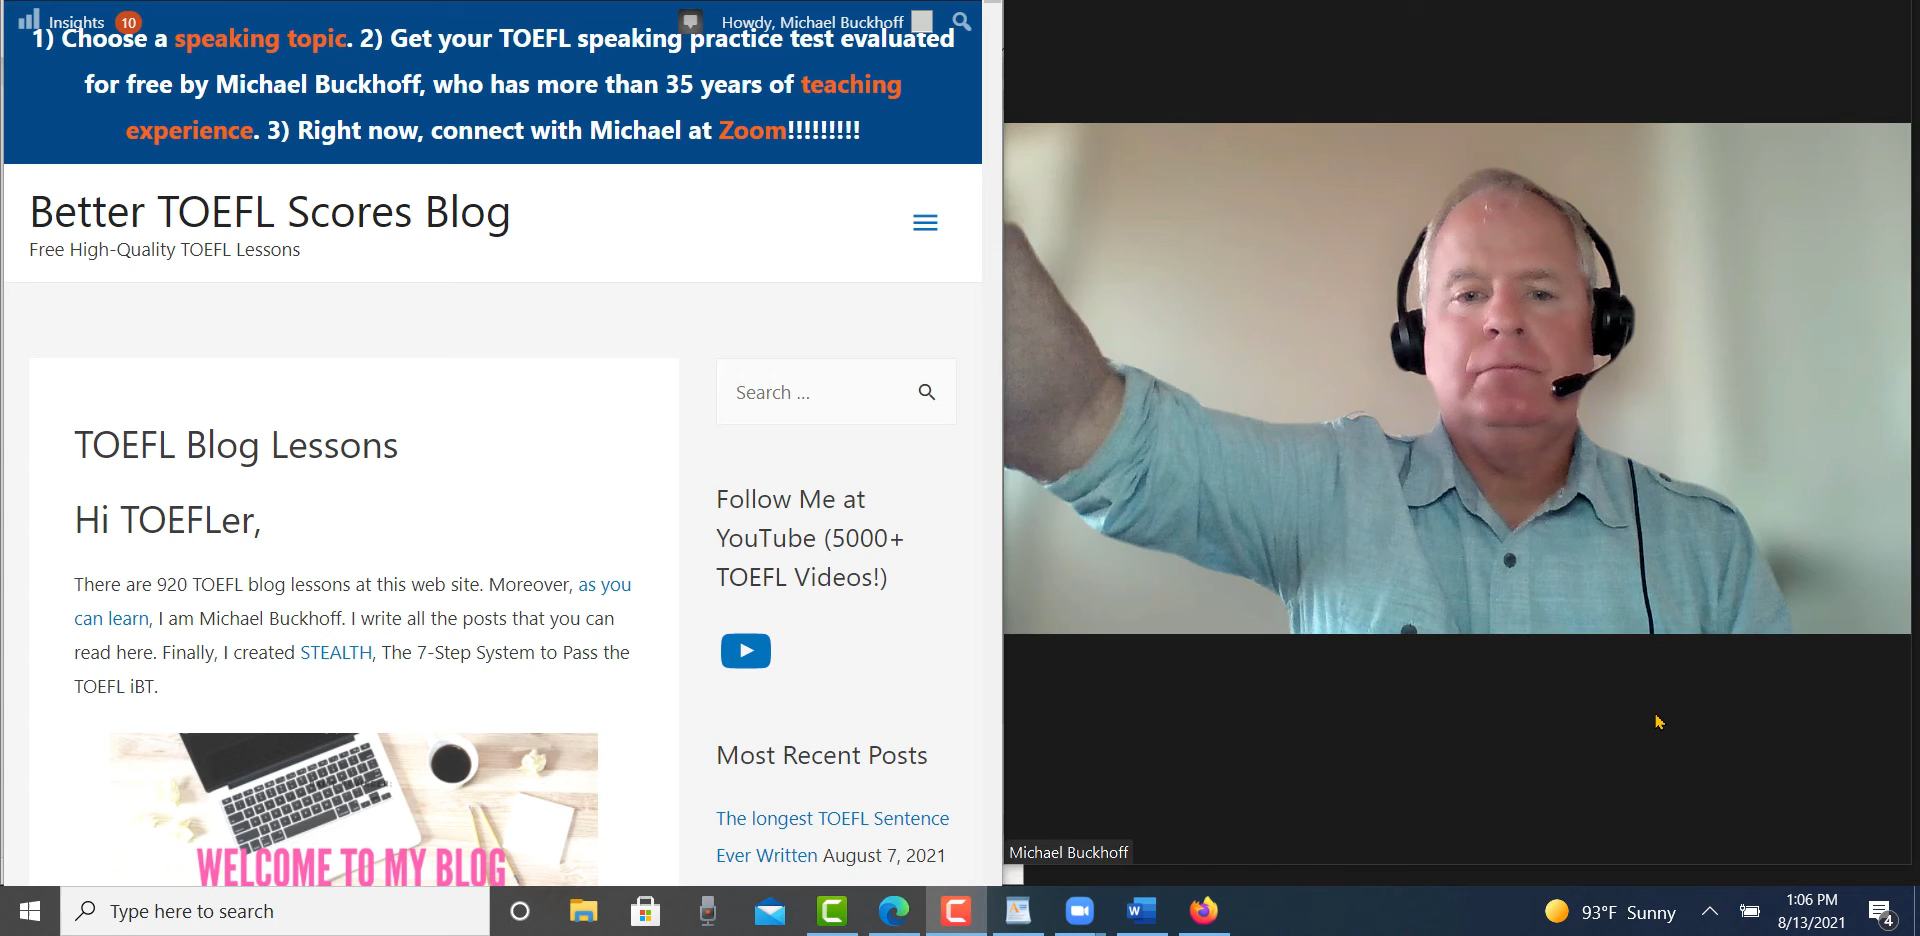 Insights 10
Howdy, Michael Buckhoff
1) Choose a speaking topic. 2) Get your TOEFL speaking practice test evaluated
for free by Michael Buckhoff, who has more than 35 years of teaching
experience. 3) Right now, connect with Michael at Zoom!!!!!!!!!
Better TOEFL Scores Blog
Free High-Quality TOEFL Lessons
TOEFL Blog Lessons
Hi TOEFLer,
There are 920 TOEFL blog lessons at this web site. Moreover, as you
can learn, I am Michael Buckhoff. I write all the posts that you can
read here. Finally, I created STEALTH, The 7-Step System to Pass the
TOEFL iBT.
WELCOME TO MY BLOG
Search ...
Follow Me at
YouTube (5000+
TOEFL Videos!)
Most Recent Posts
The longest TOEFL Sentence
Ever Written August 7, 2021
Michael Buckhoff
Type here to search
93°F Sunny
1:06 PM
8/13/2021
4